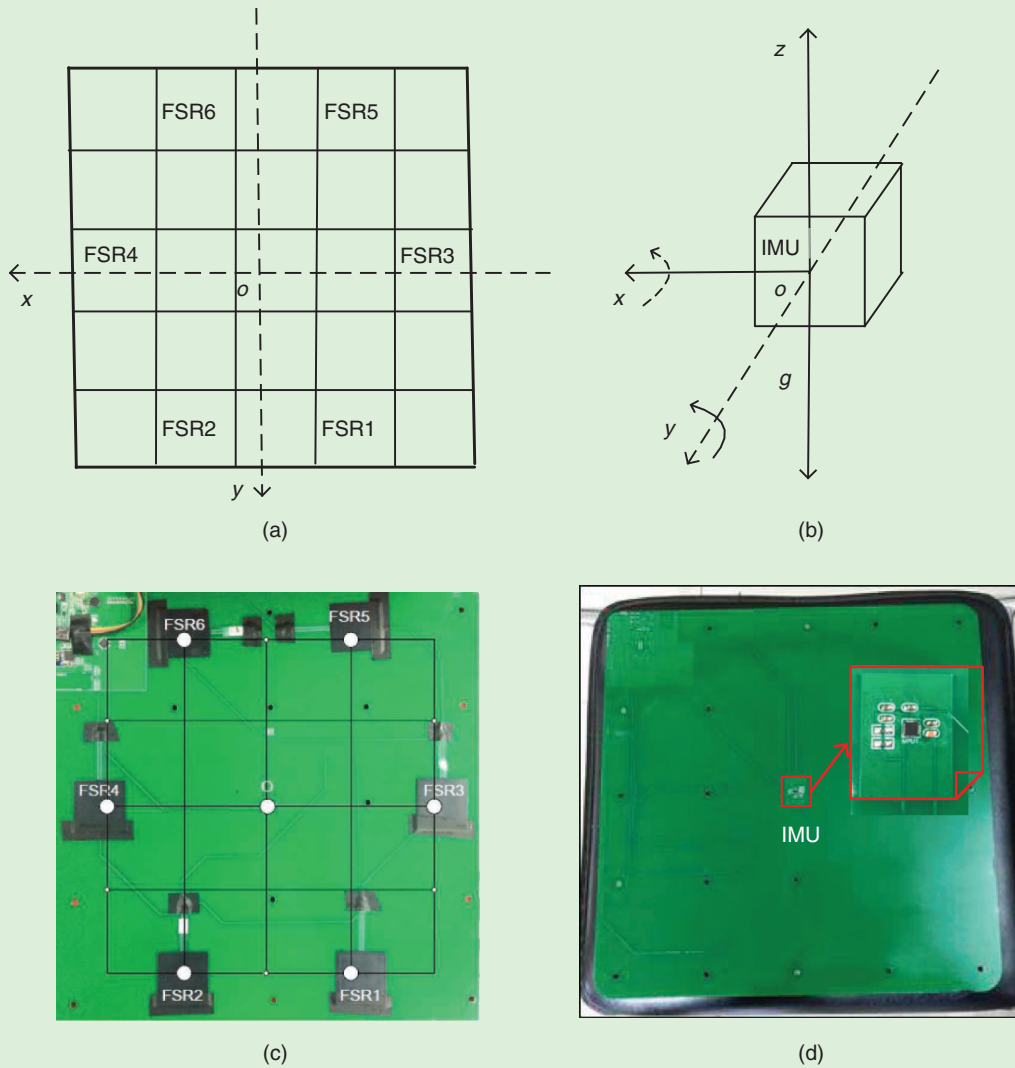 FSR6 FSR5
FSR4 FSR3
x o
FSR2 FSR1
y
(a)
z
IMU
x o
g
y
(b)
FSR6 FSR5
FSR4 O FSR3
FSR2 FSR1
(c)
IMU
(d)